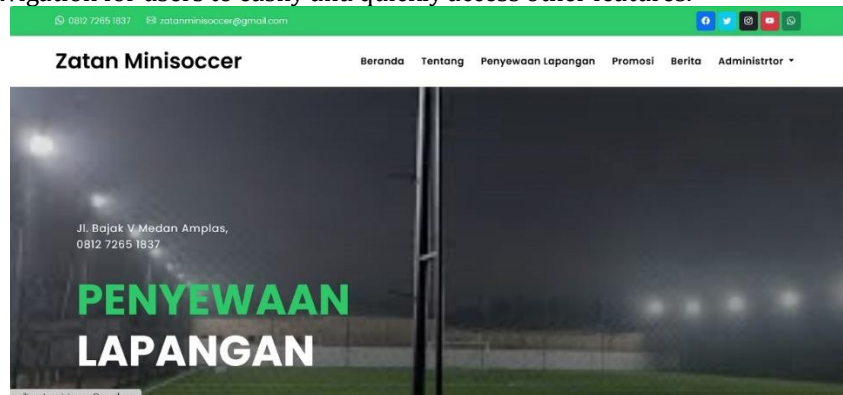 vigation for users to easily and quickly access other features.
0812 7265 1837 zatanminisoccer@gmail.com
Zatan Minisoccer Beranda Tentang Penyewaan Lapangan Promosi Berita Administrtor
Jl. Bajak V Medan Amplas,
0812 7265 1837
PENYEWAAN
LAPANGAN